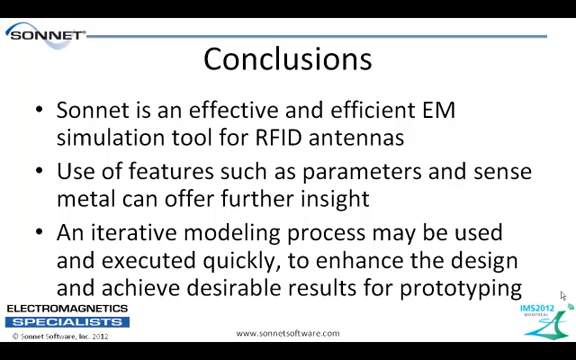 SONNET®
Conclusions
• Sonnet is an effective and efficient EM
simulation tool for RFID antennas
• Use of features such as parameters and sense
metal can offer further insight
• An iterative modeling process may be used
and executed quickly, to enhance the design
and achieve desirable results for prototyping
ELECTROMAGNETICS
SPECIALISTS
© Sonnet Software, Inc. 2012
www.sonnetsoftware.com
IMS2012
MONTREAL